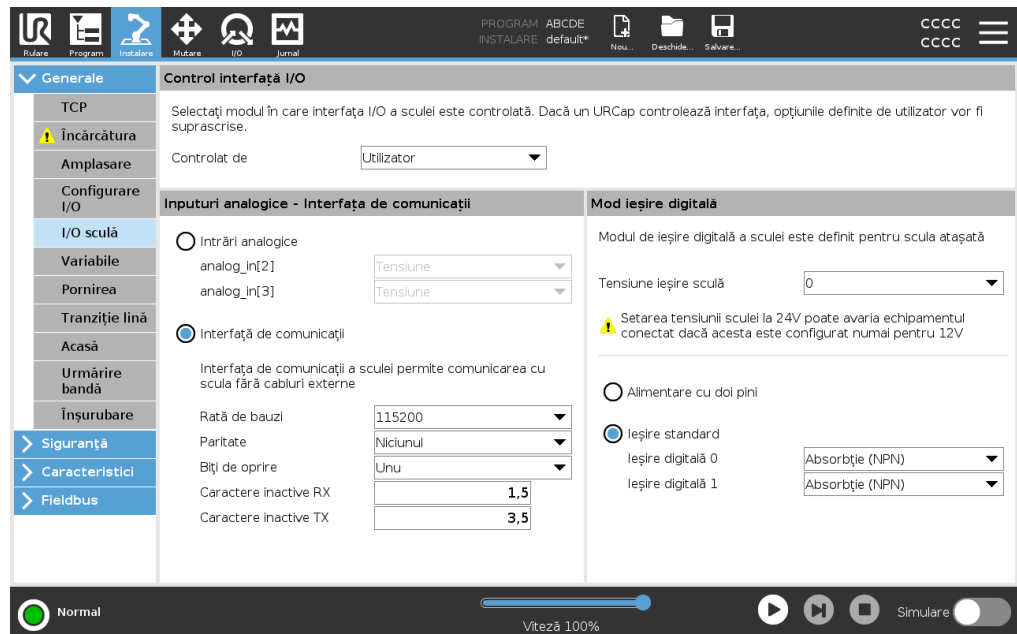 Rulare
Program
Instalare
Mutare
I/O
Jurnal
PROGRAM ABCDE
INSTALARE default*
Nou...
Deschide...
Salvare...
CCCC
CCCC
Generale
TCP
Încărcătura
Amplasare
Configurare
I/O
I/O sculă
Variabile
Pornirea
Tranziție lină
Acasă
Urmărire
bandă
Înșurubare
Siguranță
Caracteristici
Fieldbus
Control interfață I/O
Selectați modul în care interfața I/O a sculei este controlată. Dacă un URCap controlează interfața, opțiunile definite de utilizator vor fi
suprascrise.
Controlat de
Utilizator
Inputuri analogice - Interfața de comunicații
Intrări analogice
analog_in[2] Tensiune
analog_in[3] Tensiune
Interfață de comunicații
Interfața de comunicații a sculei permite comunicarea cu
scula fără cabluri externe
Rată de bauzi 115200
Paritate Niciunul
Biți de oprire Unu
Caractere inactive RX 1,5
Caractere inactive TX 3,5
Mod ieșire digitală
Modul de ieșire digitală a sculei este definit pentru scula atașată
Tensiune ieșire sculă 0
Setarea tensiunii sculei la 24V poate avaria echipamentul
conectat dacă acesta este configurat numai pentru 12V
Alimentare cu doi pini
Ieșire standard
Ieșire digitală 0 Absorbție (NPN)
Ieșire digitală 1 Absorbție (NPN)
Normal
Viteză 100%
Simulare